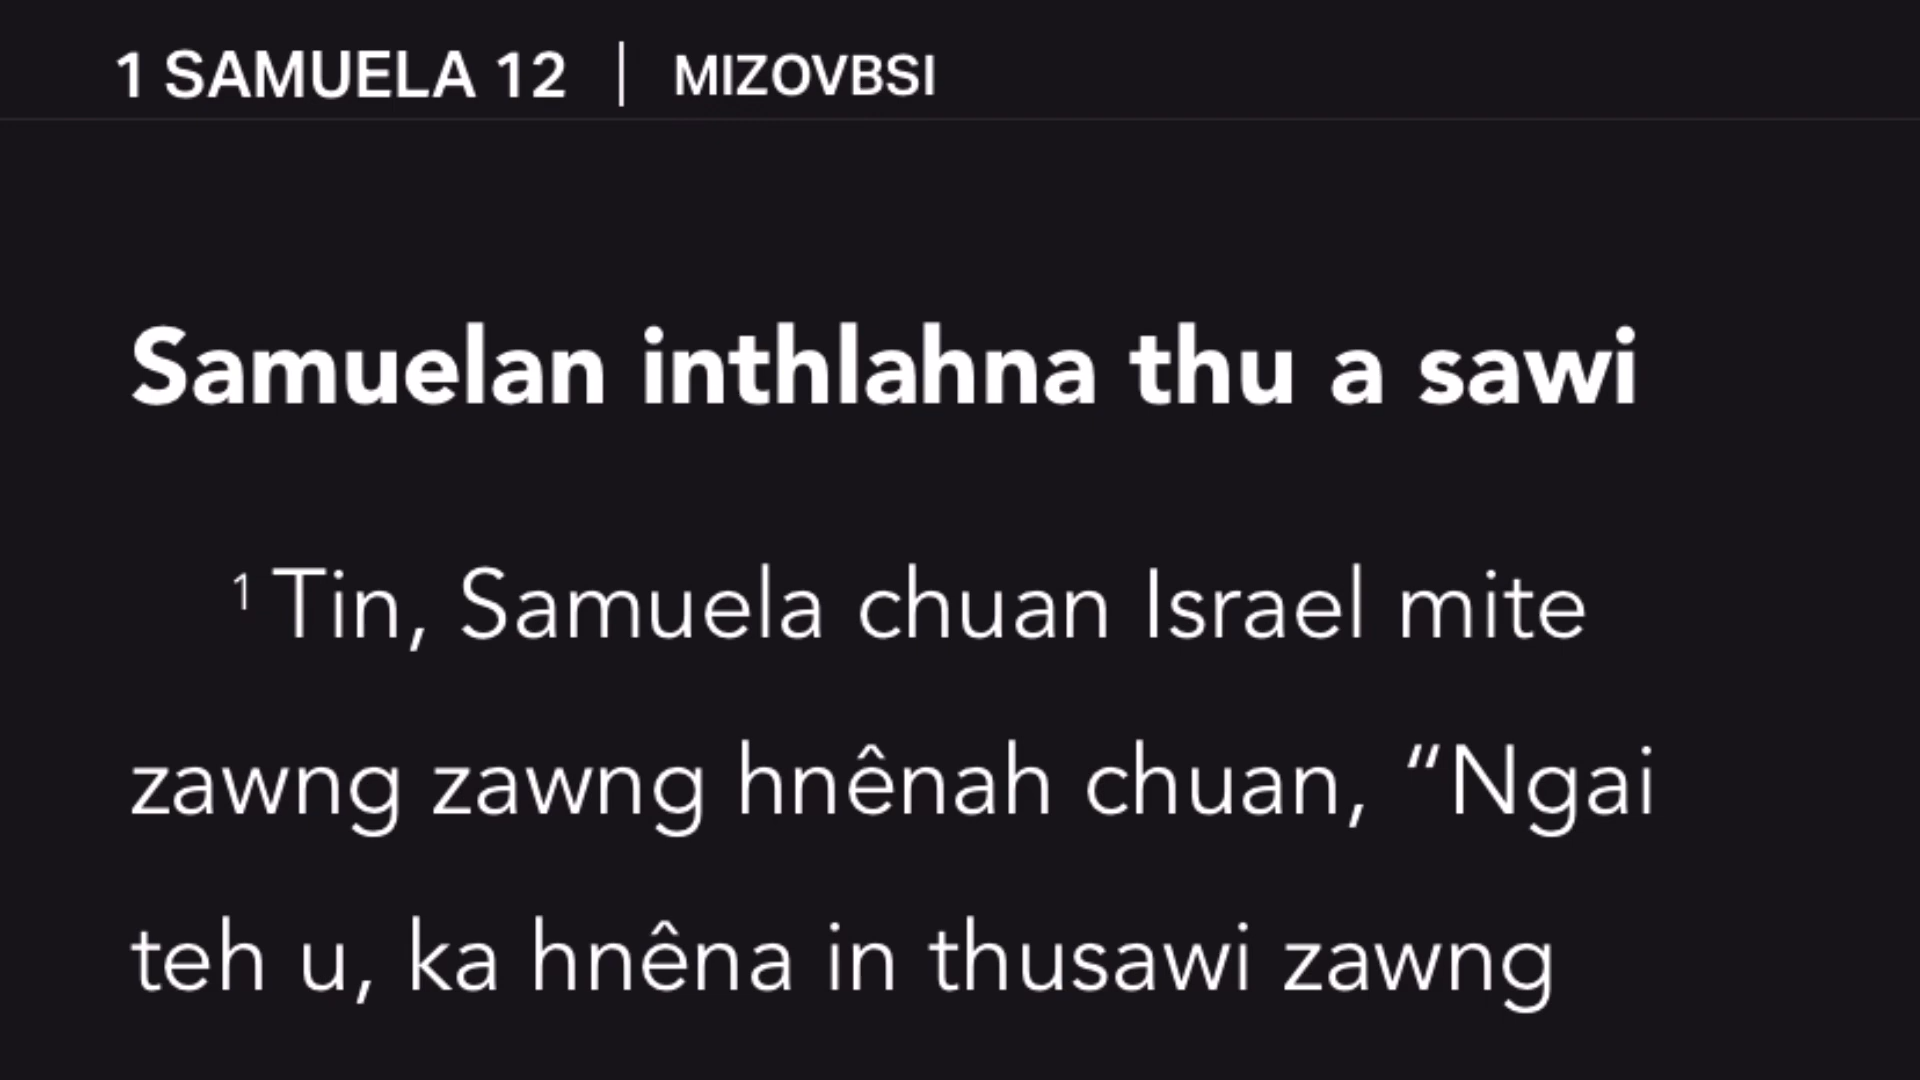 1 SAMUELA 12 | MIZOVBSI
Samuelan inthlahna thu a sawi
1 Tin, Samuela chuan Israel mite
zawng zawng hnênah chuan, “Ngai
teh u, ka hnêna in thusawi zawng